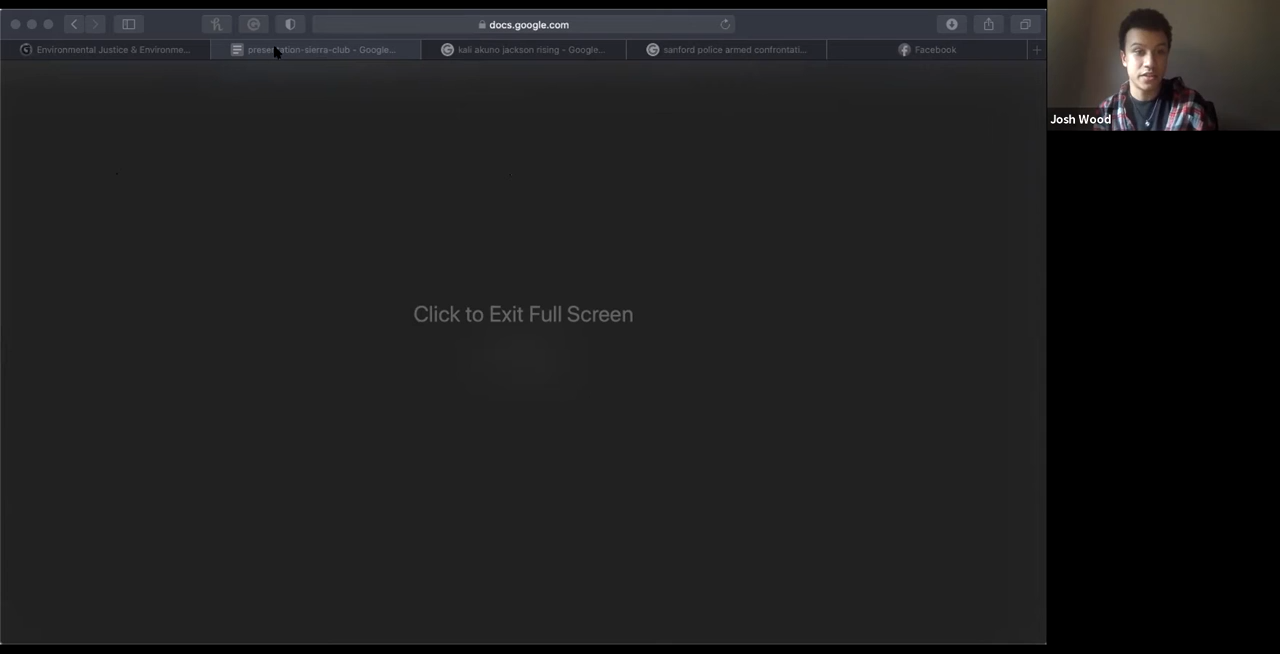 docs.google.com
Environmental Justice & Environme...
presentation-sierra-club - Google...
kali akuno jackson rising - Google...
sanford police armed confrontati...
Facebook
Josh Wood
Click to Exit Full Screen